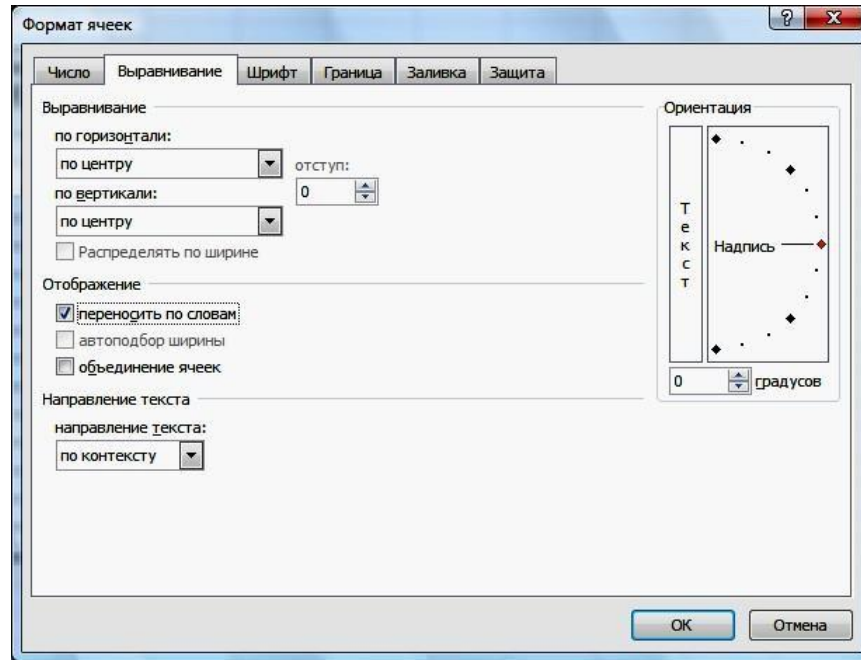 Формат ячеек
Число Выравнивание Шрифт Граница Заливка Защита
Выравнивание
по горизонтали:
по центру
отступ:
0
по вертикали:
по центру
Распределять по ширине
Отображение
переносить по словам
автоподбор ширины
объединение ячеек
Направление текста
направление текста:
по контексту
Ориентация
Текст
Надпись
0 градусов
ОК Отмена